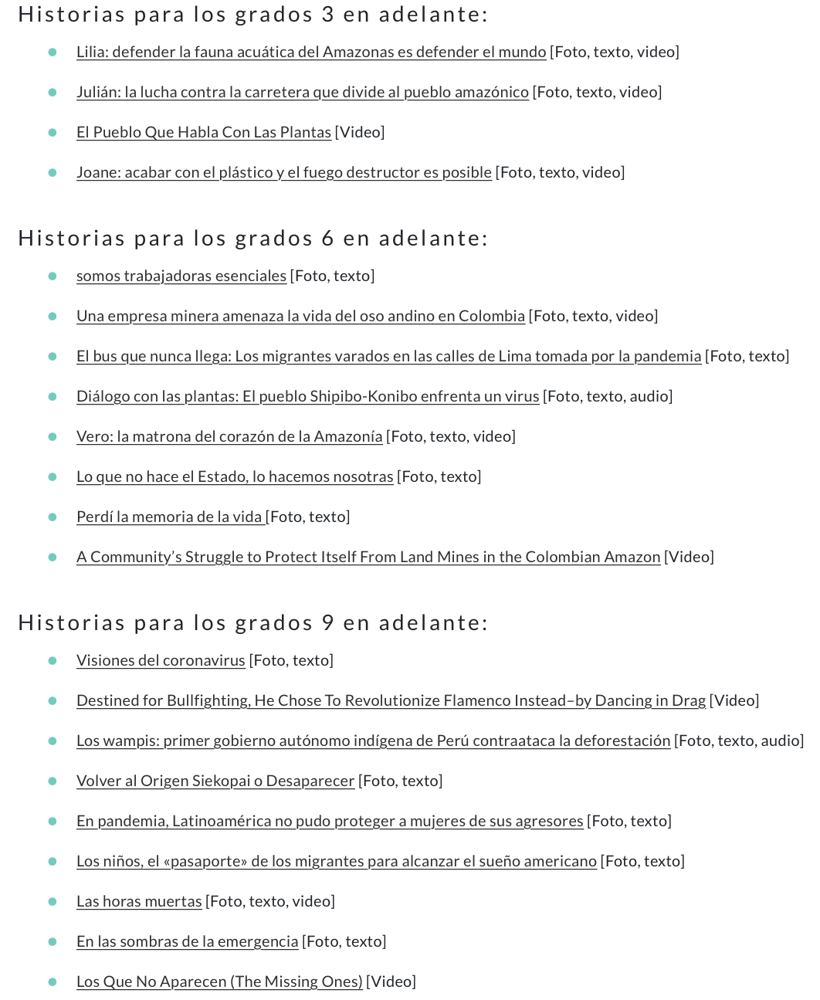 Historias para los grados 3 en adelante:
Lilia: defender la fauna acuática del Amazonas es defender el mundo [Foto, texto, video]
Julián: la lucha contra la carretera que divide al pueblo amazónico [Foto, texto, video]
El Pueblo Que Habla Con Las Plantas [Video]
Joane: acabar con el plástico y el fuego destructor es posible [Foto, texto, video]
Historias para los grados 6 en adelante:
somos trabajadoras esenciales [Foto, texto]
Una empresa minera amenaza la vida del oso andino en Colombia [Foto, texto, video]
El bus que nunca llega: Los migrantes varados en las calles de Lima tomada por la pandemia [Foto, texto]
Diálogo con las plantas: El pueblo Shipibo-Konibo enfrenta un virus [Foto, texto, audio]
Vero: la matrona del corazón de la Amazonía [Foto, texto, video]
Lo que no hace el Estado, lo hacemos nosotras [Foto, texto]
Perdí la memoria de la vida [Foto, texto]
A Community’s Struggle to Protect Itself From Land Mines in the Colombian Amazon [Video]
Historias para los grados 9 en adelante:
Visiones del coronavirus [Foto, texto]
Destined for Bullfighting, He Chose To Revolutionize Flamenco Instead–by Dancing in Drag [Video]
Los wampis: primer gobierno autónomo indígena de Perú contraataca la deforestación [Foto, texto, audio]
Volver al Origen Siekopai o Desaparecer [Foto, texto]
En pandemia, Latinoamérica no pudo proteger a mujeres de sus agresores [Foto, texto]
Los niños, el «pasaporte» de los migrantes para alcanzar el sueño americano [Foto, texto]
Las horas muertas [Foto, texto, video]
En las sombras de la emergencia [Foto, texto]
Los Que No Aparecen (The Missing Ones) [Video]